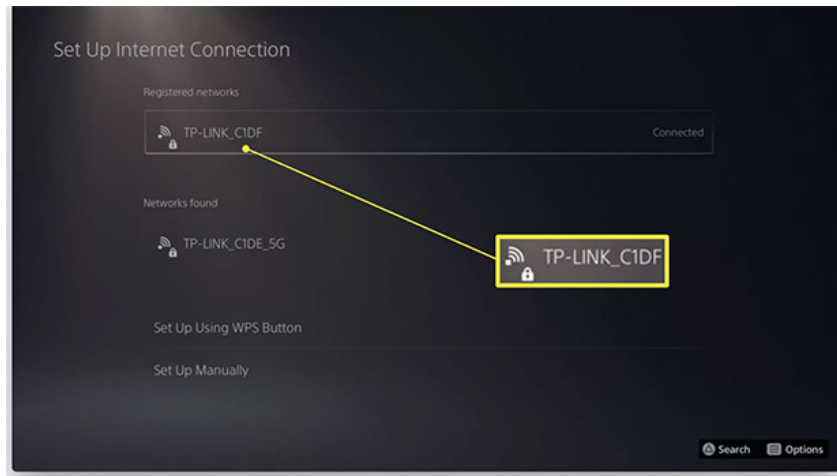 Set Up Internet Connection
Registered networks
TP-LINK_C1DF
Connected
Networks found
TP-LINK_C1DE_5G
TP-LINK_C1DF
Set Up Using WPS Button
Set Up Manually
Search
Options